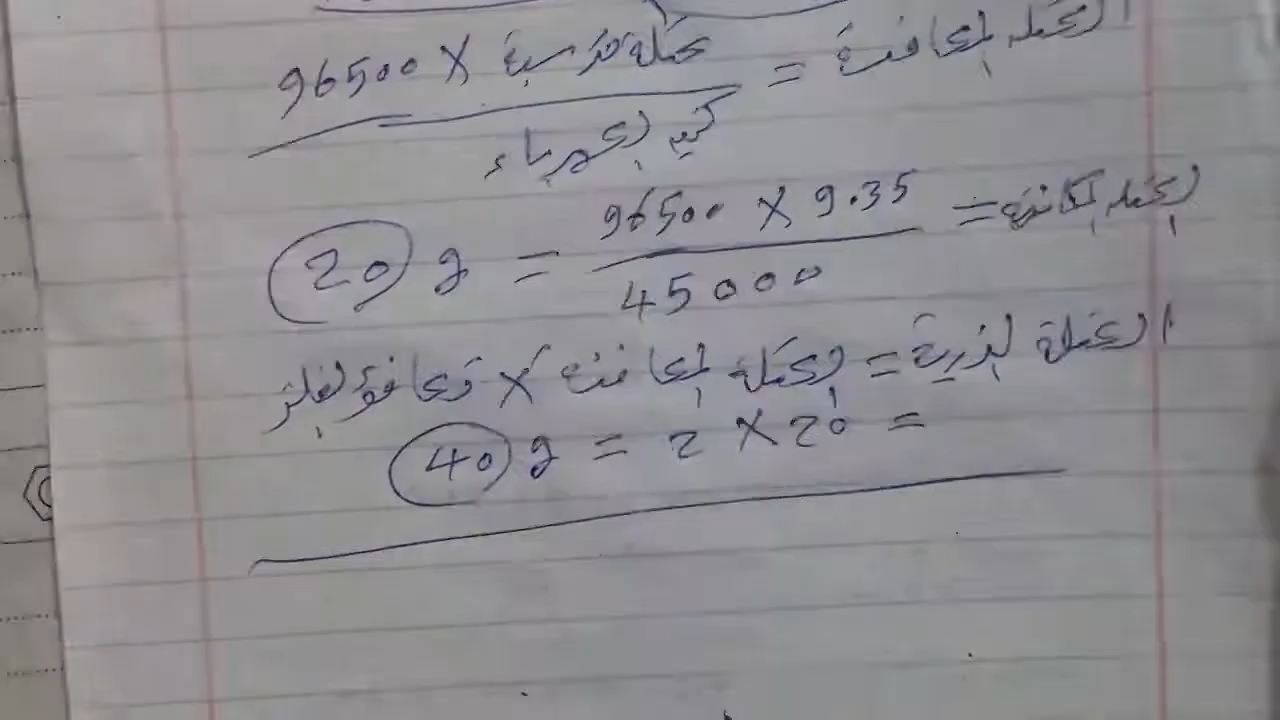 الكتلة المكافئة = كتلة مترسبة X 96500
كمية الكهرباء
الكتلة المكافئة = 96500 X 9.35
45000
= 20 g
الكتلة الذرية = الكتلة المكافئة X تكافؤ الفلز
= 20 X 2 = 40 g